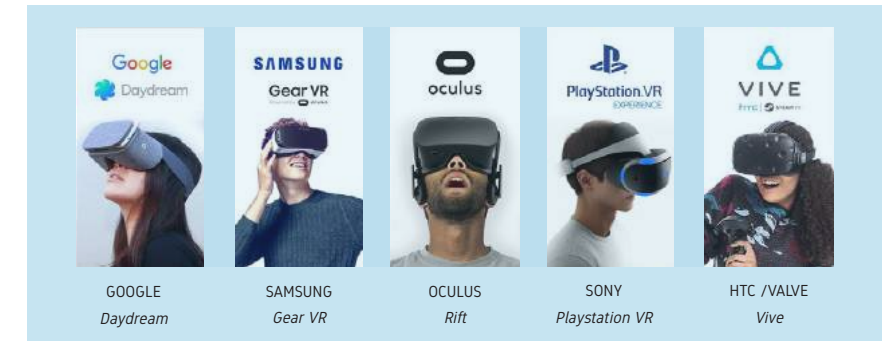 Google
Daydream
SAMSUNG
Gear VR
oculus
PlayStation.VR
EXPERIENCE
VIVE
htc
GOOGLE
Daydream
SAMSUNG
Gear VR
OCULUS
Rift
SONY
Playstation VR
HTC /VALVE
Vive